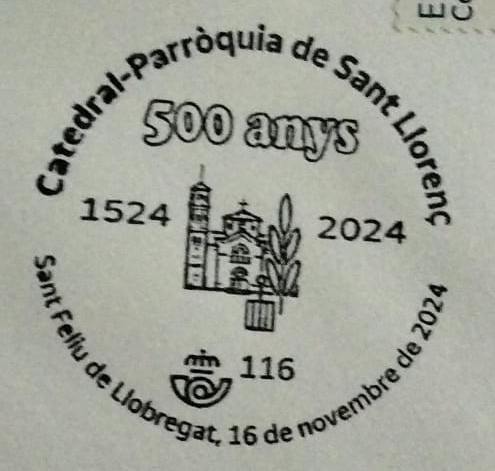 Catedral-Parròquia de Sant Llorenç
500 anys
1524
2024
116
Sant Feliu de Llobregat, 16 de novembre de 2024